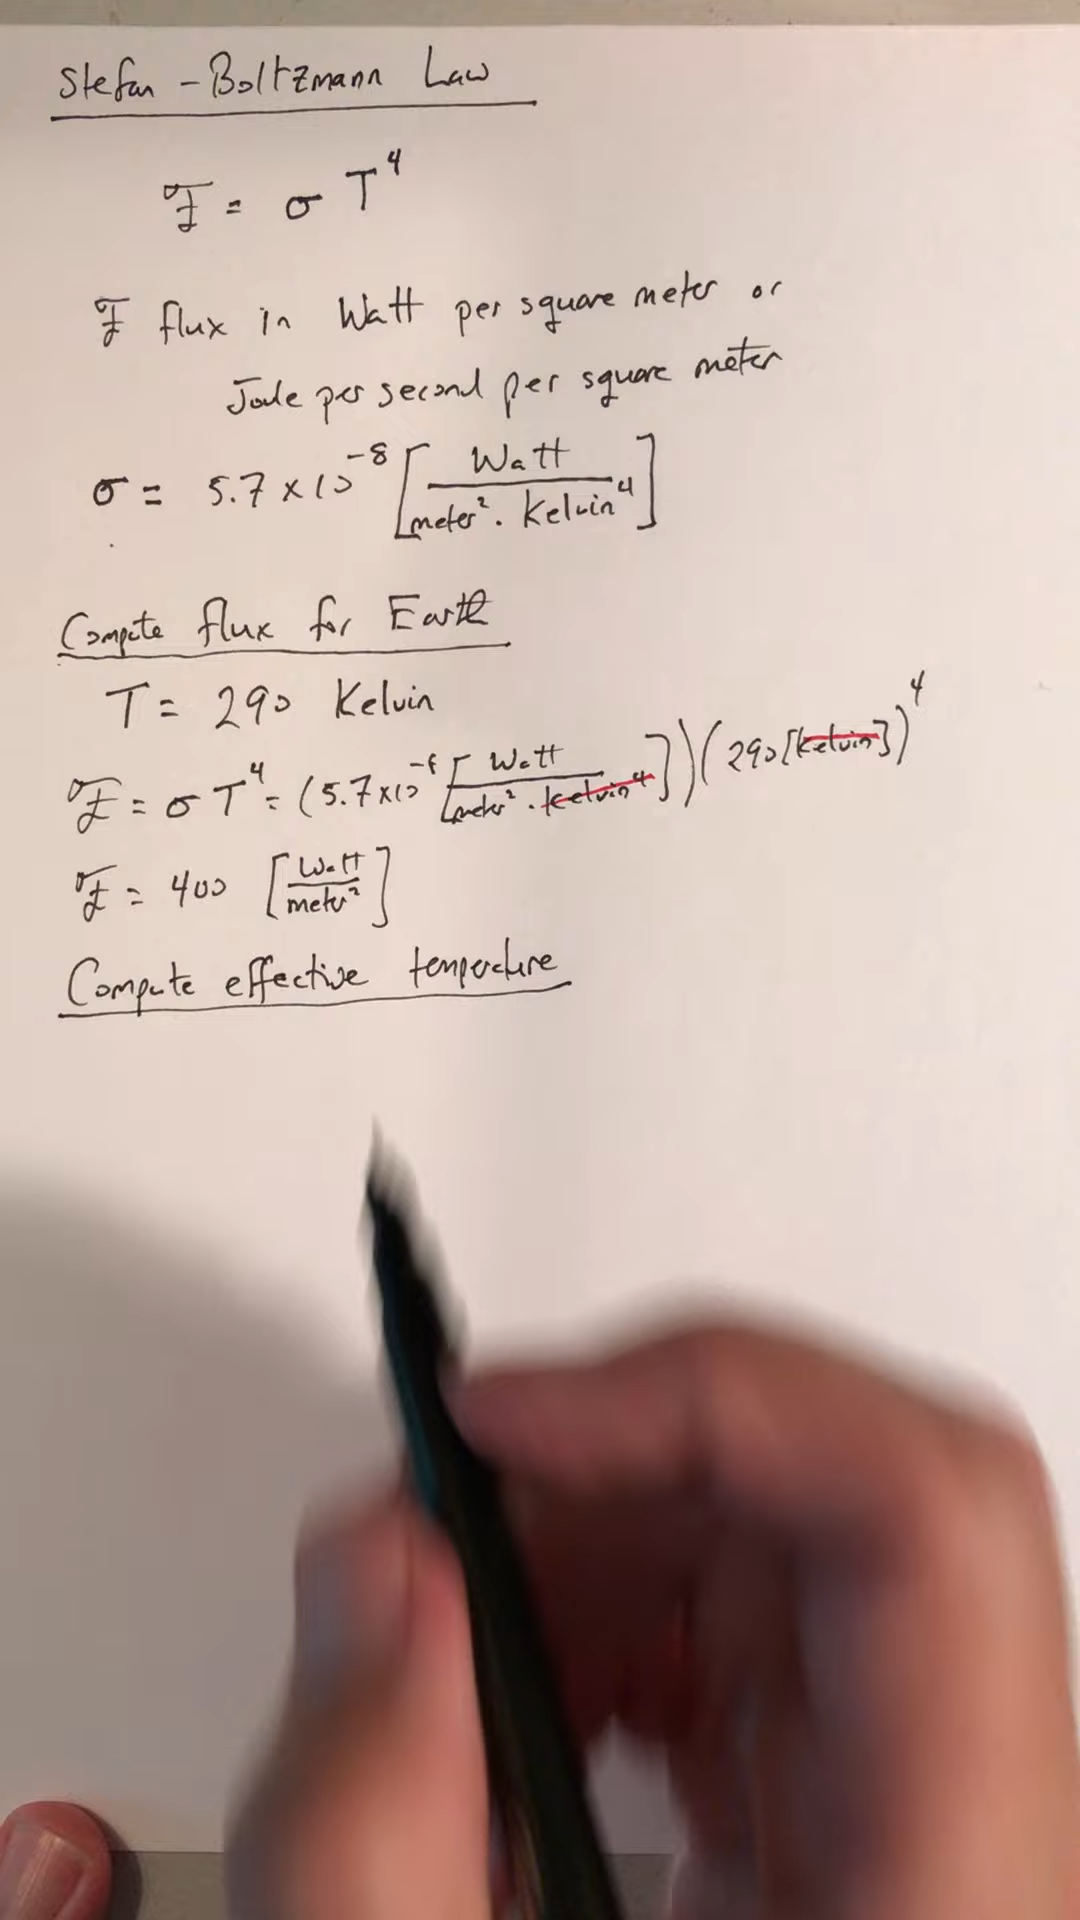 Stefan - Boltzmann Law
ℱ = σ T⁴
ℱ flux in Watt per square meter or
Joule per second per square meter
σ = 5.7 x 10⁻⁸ [Watt / meter² . Kelvin⁴]
Compute flux for Earth
T = 290 Kelvin
ℱ = σ T⁴ = (5.7 x 10⁻⁸ [Watt / meter² . Kelvin⁴]) (290 [Kelvin])⁴
ℱ = 400 [Watt / meter²]
Compute effective temperature